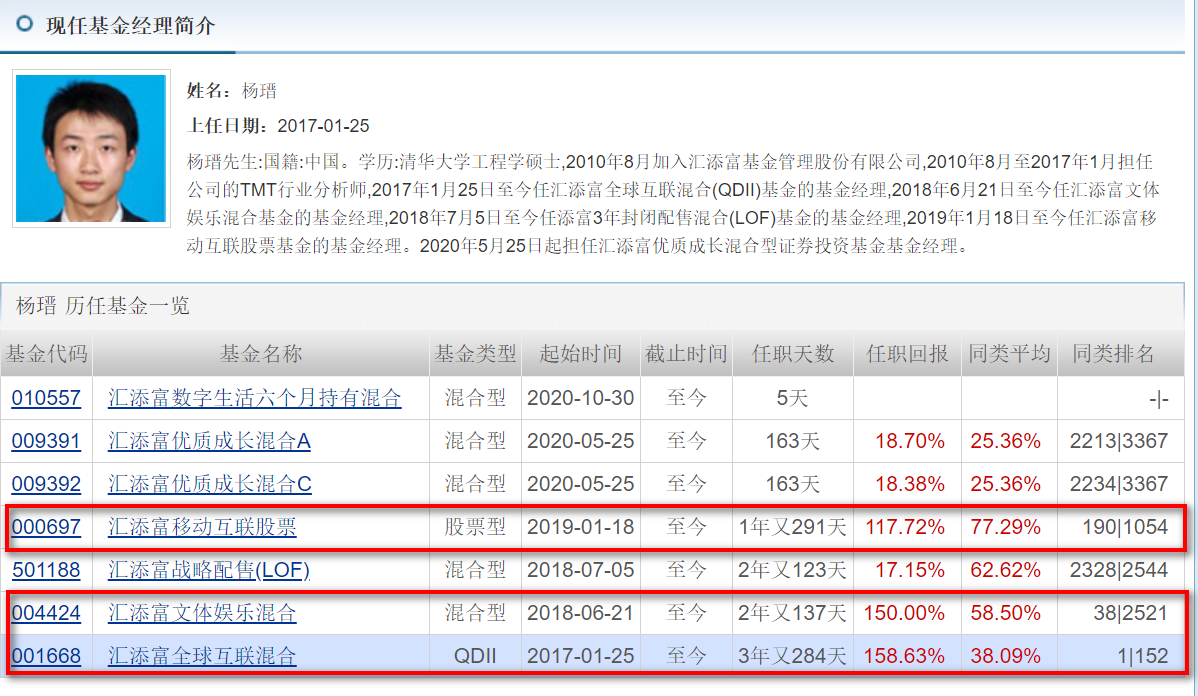 现任基金经理简介
姓名：杨瑨
上任日期：2017-01-25
杨瑨先生:国籍:中国。学历:清华大学工程学硕士,2010年8月加入汇添富基金管理股份有限公司,2010年8月至2017年1月担任
公司的TMT行业分析师,2017年1月25日至今任汇添富全球互联混合(QDII)基金的基金经理,2018年6月21日至今任汇添富文体
娱乐混合基金的基金经理,2018年7月5日至今任添富3年封闭配售混合(LOF)基金的基金经理,2019年1月18日至今任汇添富移
动互联股票基金的基金经理。2020年5月25日起担任汇添富优质成长混合型证券投资基金基金经理。
杨瑨 历任基金一览
基金代码 基金名称 基金类型 起始时间 截止时间 任职天数 任职回报 同类平均 同类排名
010557 汇添富数字生活六个月持有混合 混合型 2020-10-30 至今 5天 -|-
009391 汇添富优质成长混合A 混合型 2020-05-25 至今 163天 18.70% 25.36% 2213|3367
009392 汇添富优质成长混合C 混合型 2020-05-25 至今 163天 18.38% 25.36% 2234|3367
000697 汇添富移动互联股票 股票型 2019-01-18 至今 1年又291天 117.72% 77.29% 190|1054
501188 汇添富战略配售(LOF) 混合型 2018-07-05 至今 2年又123天 17.15% 62.62% 2328|2544
004424 汇添富文体娱乐混合 混合型 2018-06-21 至今 2年又137天 150.00% 58.50% 38|2521
001668 汇添富全球互联混合 QDII 2017-01-25 至今 3年又284天 158.63% 38.09% 1|152